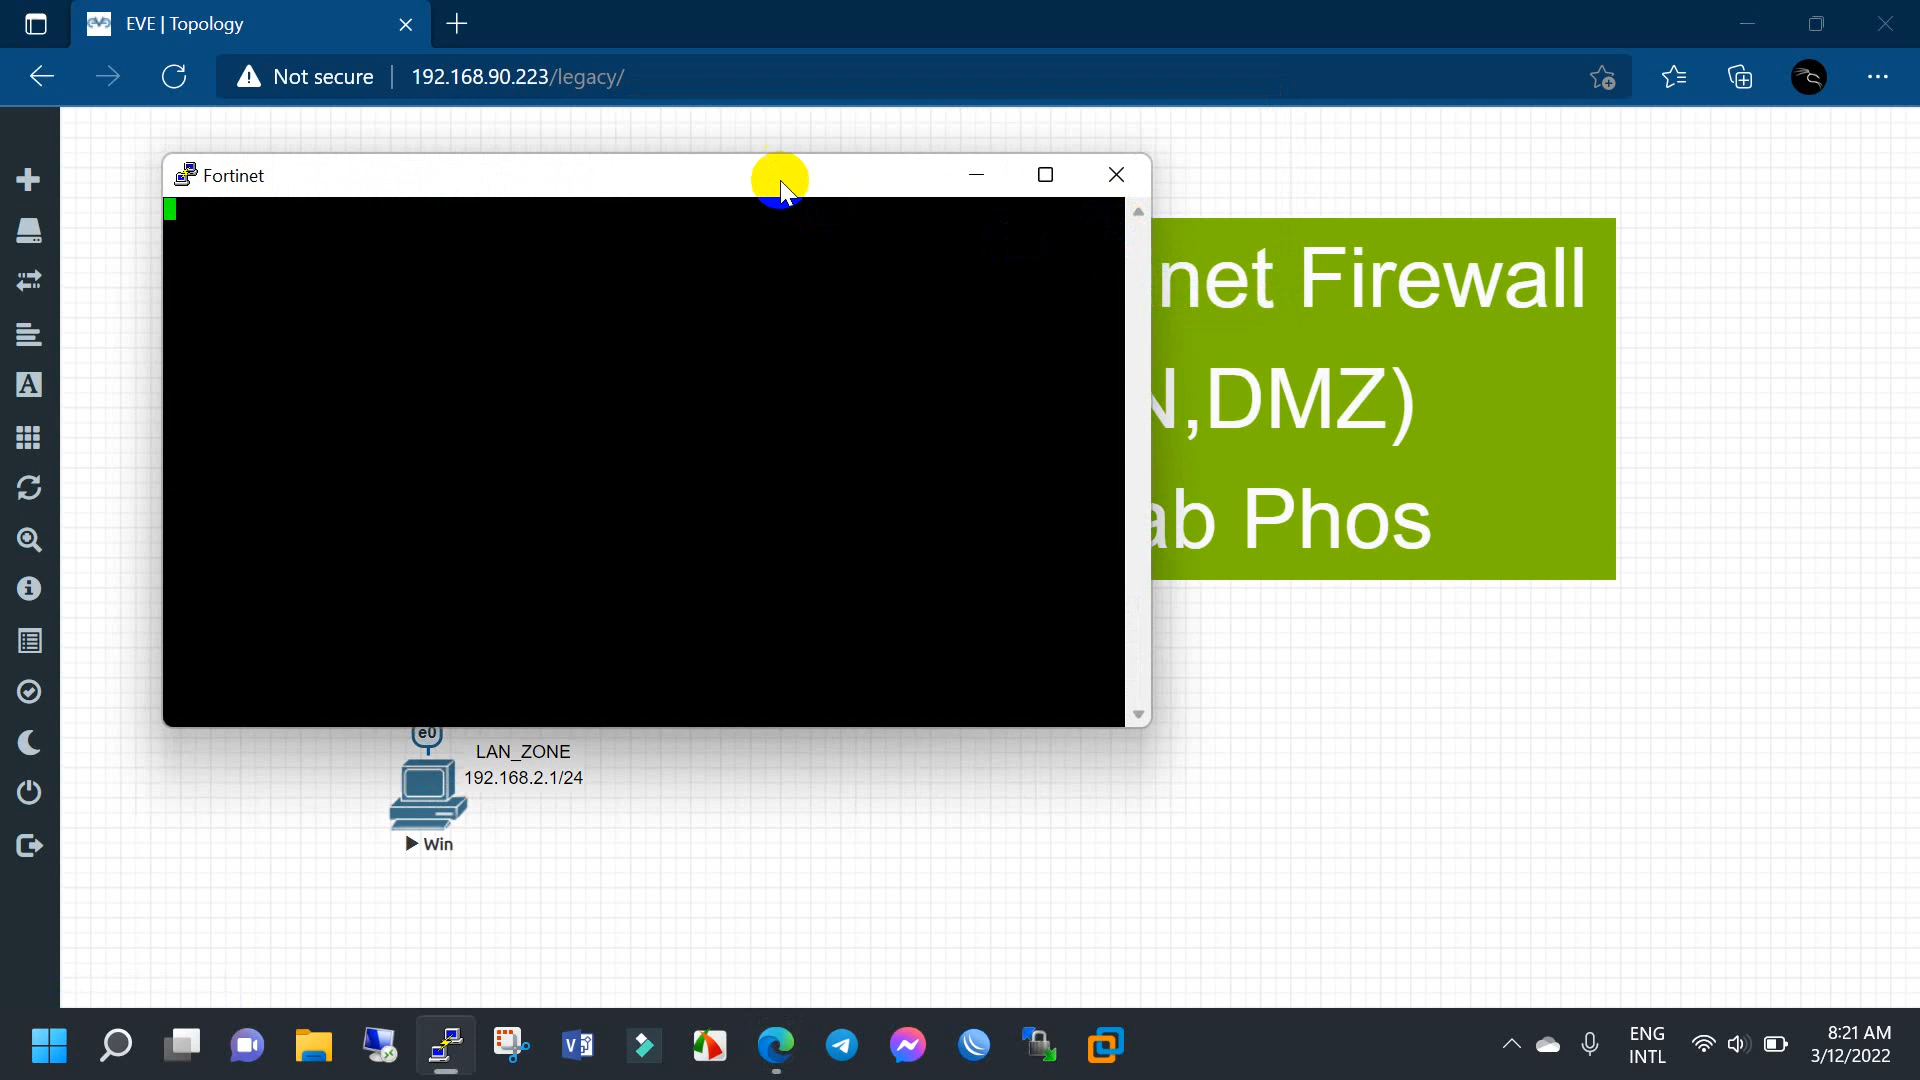 EVE | Topology
Not secure
192.168.90.223/legacy/
Fortinet
net Firewall
N,DMZ)
ab Phos
e0
LAN_ZONE
192.168.2.1/24
Win
ENG
INTL
8:21 AM
3/12/2022